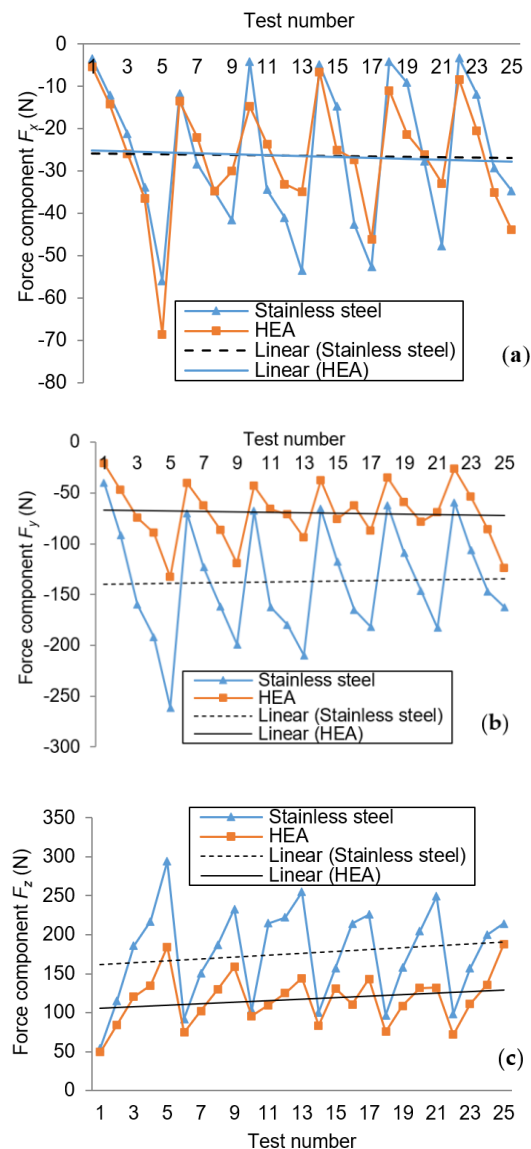 Test number
0
1 3 5 7 9 11 13 15 17 19 21 23 25
-10
-20
-30
-40
-50
-60
-70
-80
Force component Fx (N)
Stainless steel
HEA
Linear (Stainless steel)
Linear (HEA)
(a)
Test number
0
1 3 5 7 9 11 13 15 17 19 21 23 25
-50
-100
-150
-200
-250
-300
Force component Fy (N)
Stainless steel
HEA
Linear (Stainless steel)
Linear (HEA)
(b)
350
300
250
200
150
100
50
0
Force component Fz (N)
Stainless steel
HEA
Linear (Stainless steel)
Linear (HEA)
(c)
1 3 5 7 9 11 13 15 17 19 21 23 25
Test number